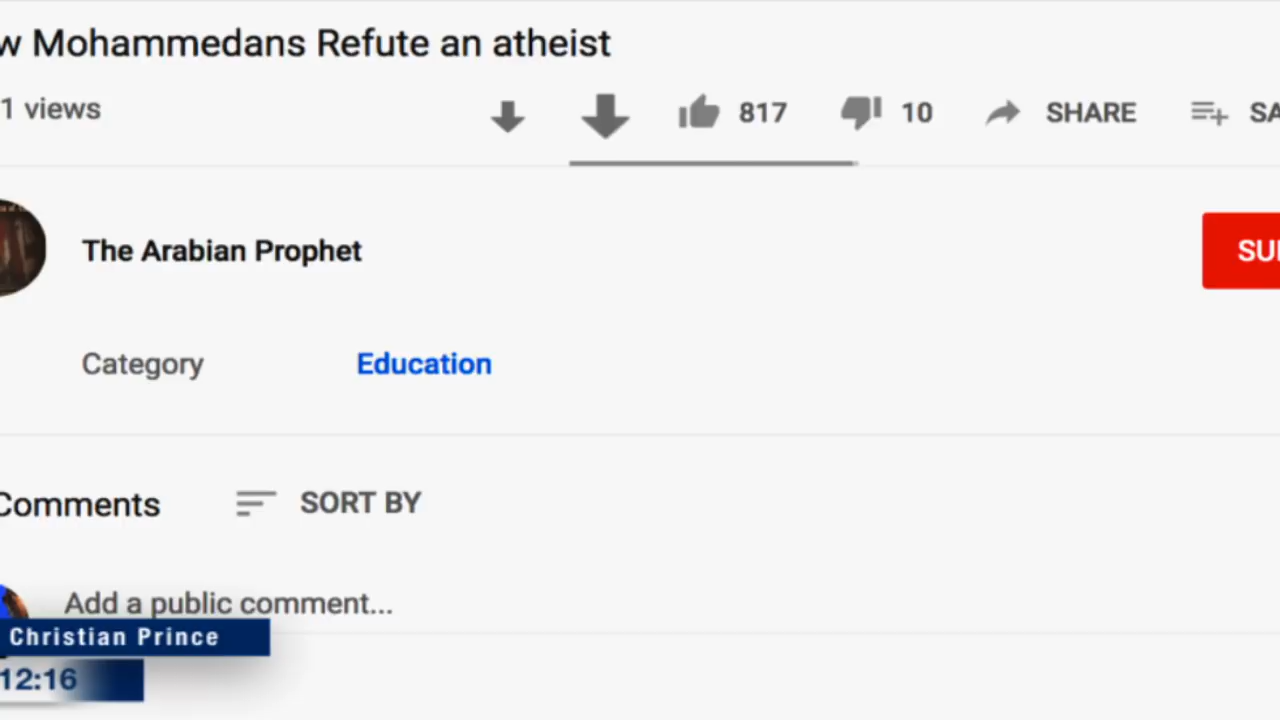 w Mohammedans Refute an atheist
1 views
817
10
SHARE
SA
The Arabian Prophet
SU
Category
Education
Comments
SORT BY
Add a public comment...
Christian Prince
12:16